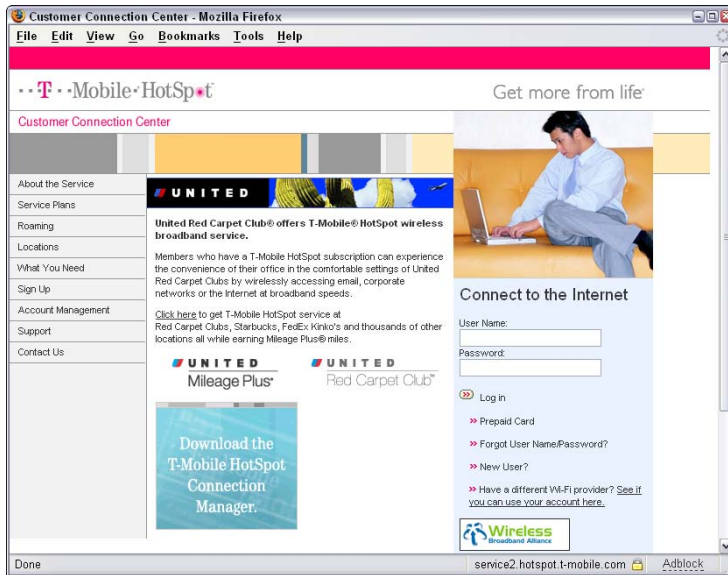 Customer Connection Center - Mozilla Firefox
File Edit View Go Bookmarks Tools Help
T Mobile HotSpot
Get more from life
Customer Connection Center
About the Service
Service Plans
Roaming
Locations
What You Need
Sign Up
Account Management
Support
Contact Us
UNITED
United Red Carpet Club® offers T-Mobile® HotSpot wireless
broadband service.
Members who have a T-Mobile HotSpot subscription can experience
the convenience of their office in the comfortable settings of United
Red Carpet Clubs by wirelessly accessing email, corporate
networks or the Internet at broadband speeds.
Click here to get T-Mobile HotSpot service at
Red Carpet Clubs, Starbucks, FedEx Kinko's and thousands of other
locations all while earning Mileage Plus® miles.
UNITED
Mileage Plus
UNITED
Red Carpet Club™
Download the
T-Mobile HotSpot
Connection
Manager.
Connect to the Internet
User Name:
Password:
Log in
Prepaid Card
Forgot User Name/Password?
New User?
Have a different Wi-Fi provider? See if
you can use your account here.
Wireless
Broadband Alliance
Done
service2.hotspot.t-mobile.com
Adblock